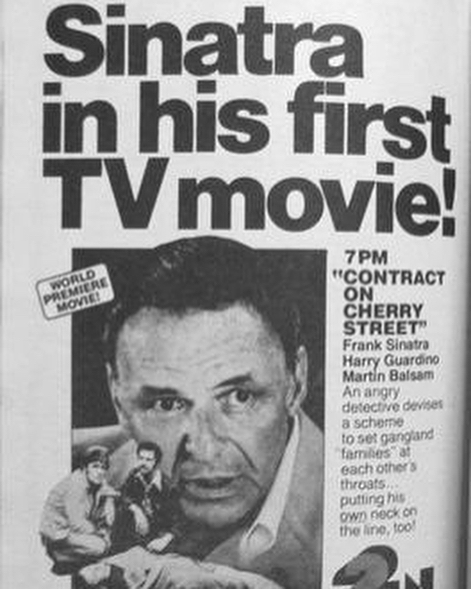 Sinatra
in his first
TV movie!
WORLD
PREMIERE
MOVIE!
7PM
"CONTRACT
ON
CHERRY
STREET"
Frank Sinatra
Harry Guardino
Martin Balsam
An angry
detective devises
a scheme
to set gangland
"families" at
each other's
throats...
putting his
own neck on
the line, too!
2